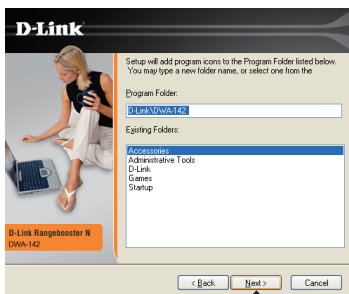 D-Link
Setup will add program icons to the Program Folder listed below.
You may type a new folder name, or select one from the
Program Folder:
D-Link\DWA-142
Existing Folders:
Accessories
Administrative Tools
D-Link
Games
Startup
D-Link Rangebooster N
DWA-142
< Back
Next >
Cancel